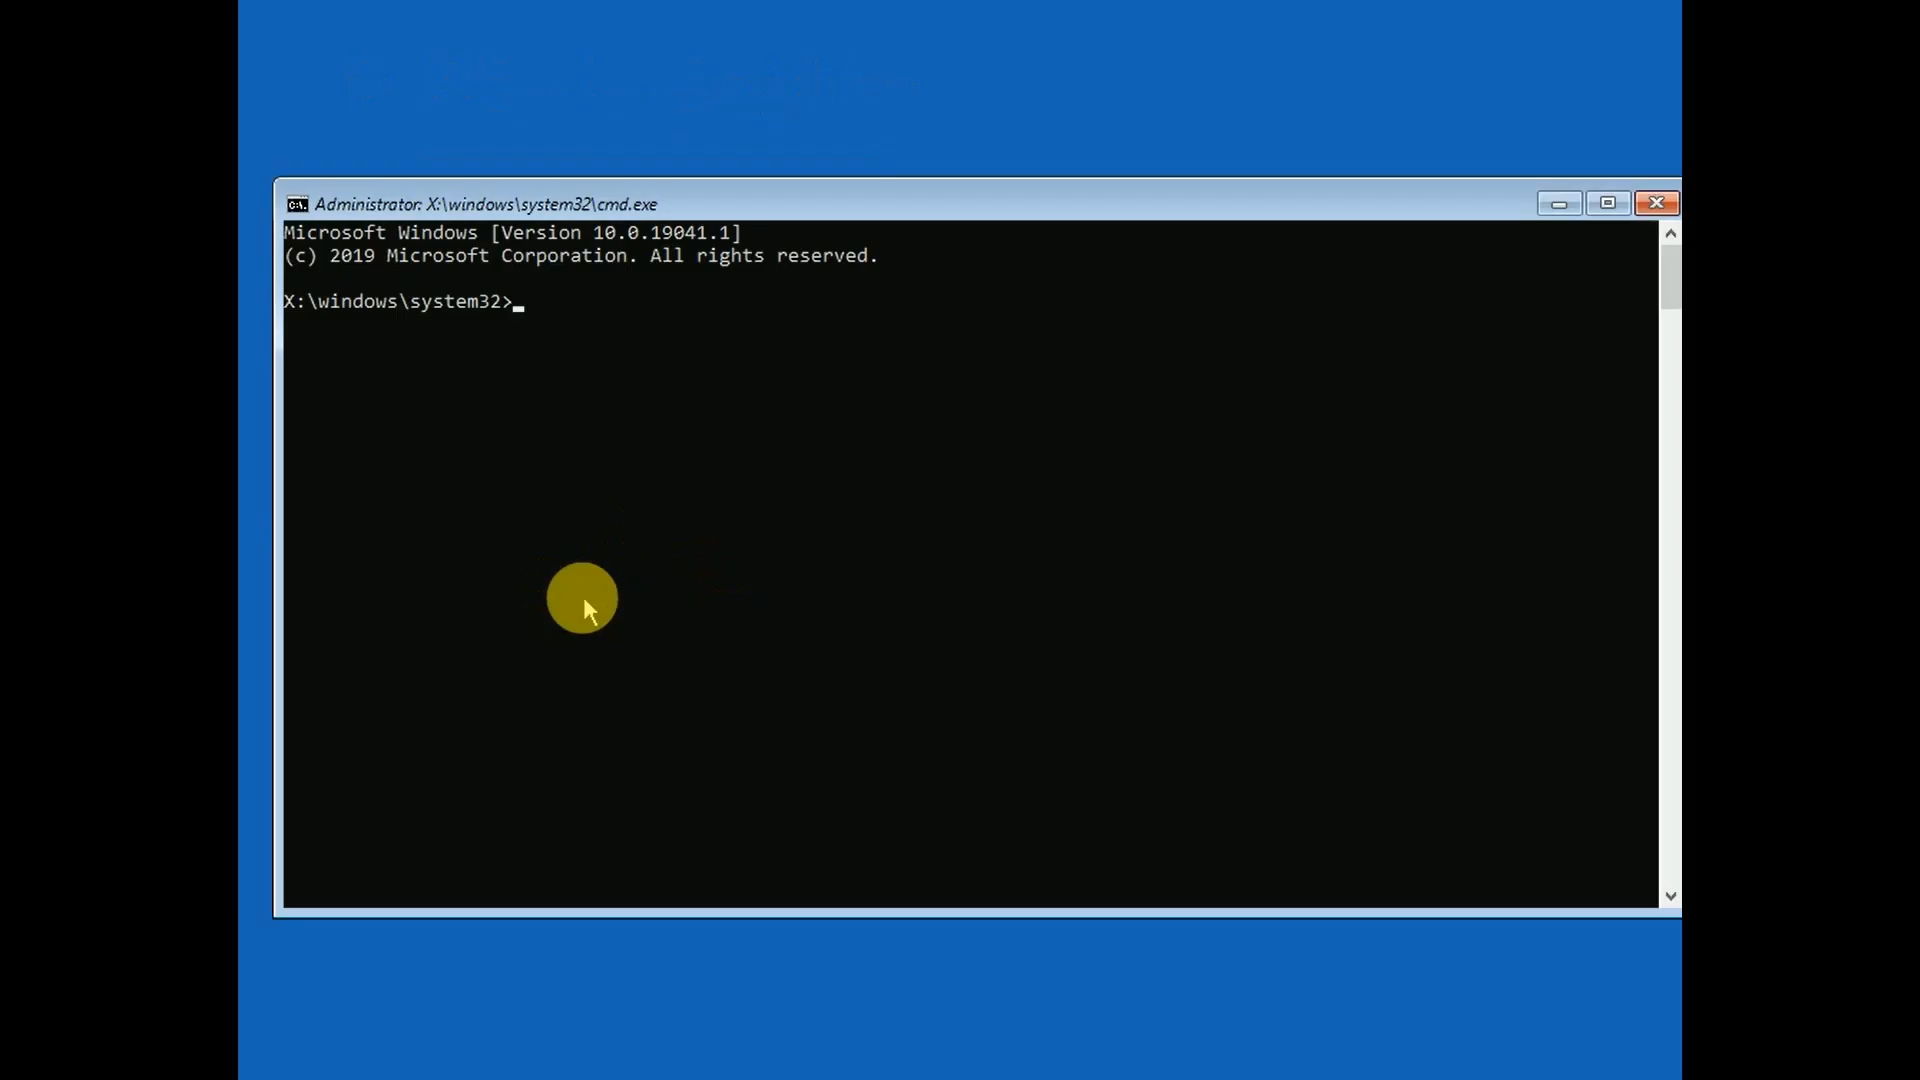 Administrator: X:\windows\system32\cmd.exe
Microsoft Windows [Version 10.0.19041.1]
(c) 2019 Microsoft Corporation. All rights reserved.
X:\windows\system32>